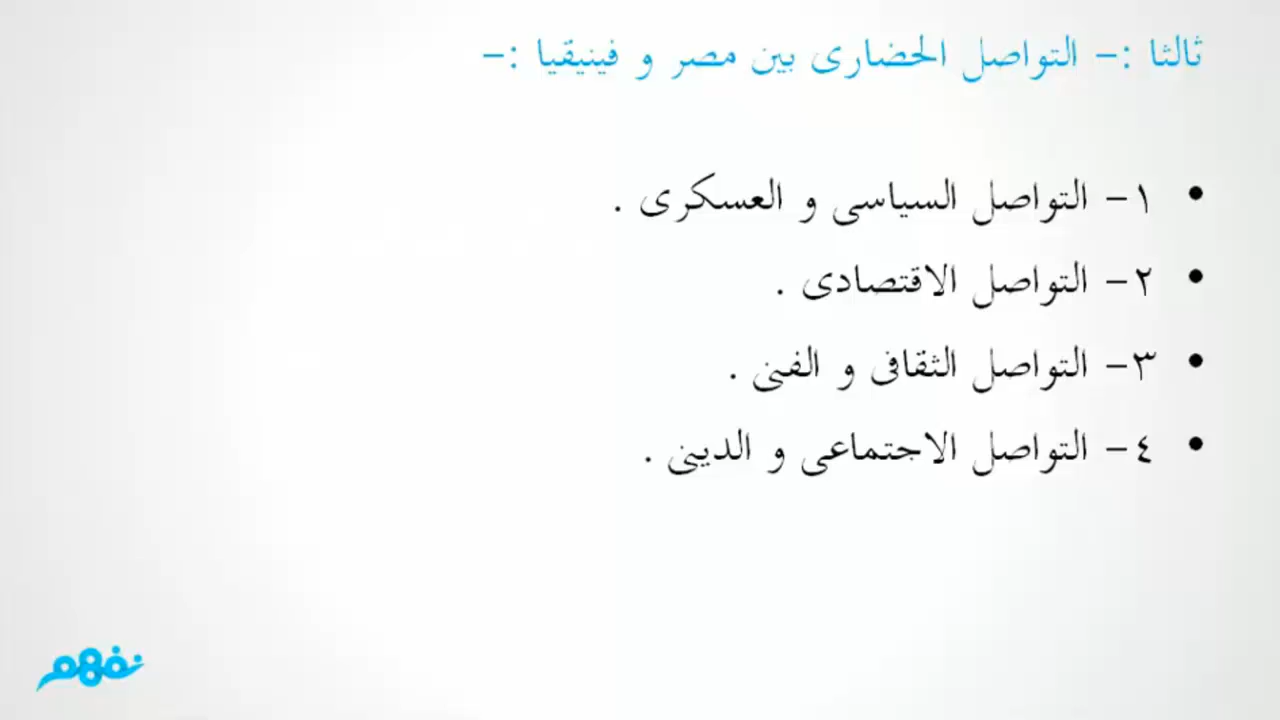 ثالثا :- التواصل الحضارى بين مصر و فينيقيا :-
• ١- التواصل السياسى و العسكرى .
• ٢- التواصل الاقتصادى .
• ٣- التواصل الثقافى و الفنى .
• ٤- التواصل الاجتماعى و الدينى .
نفهم